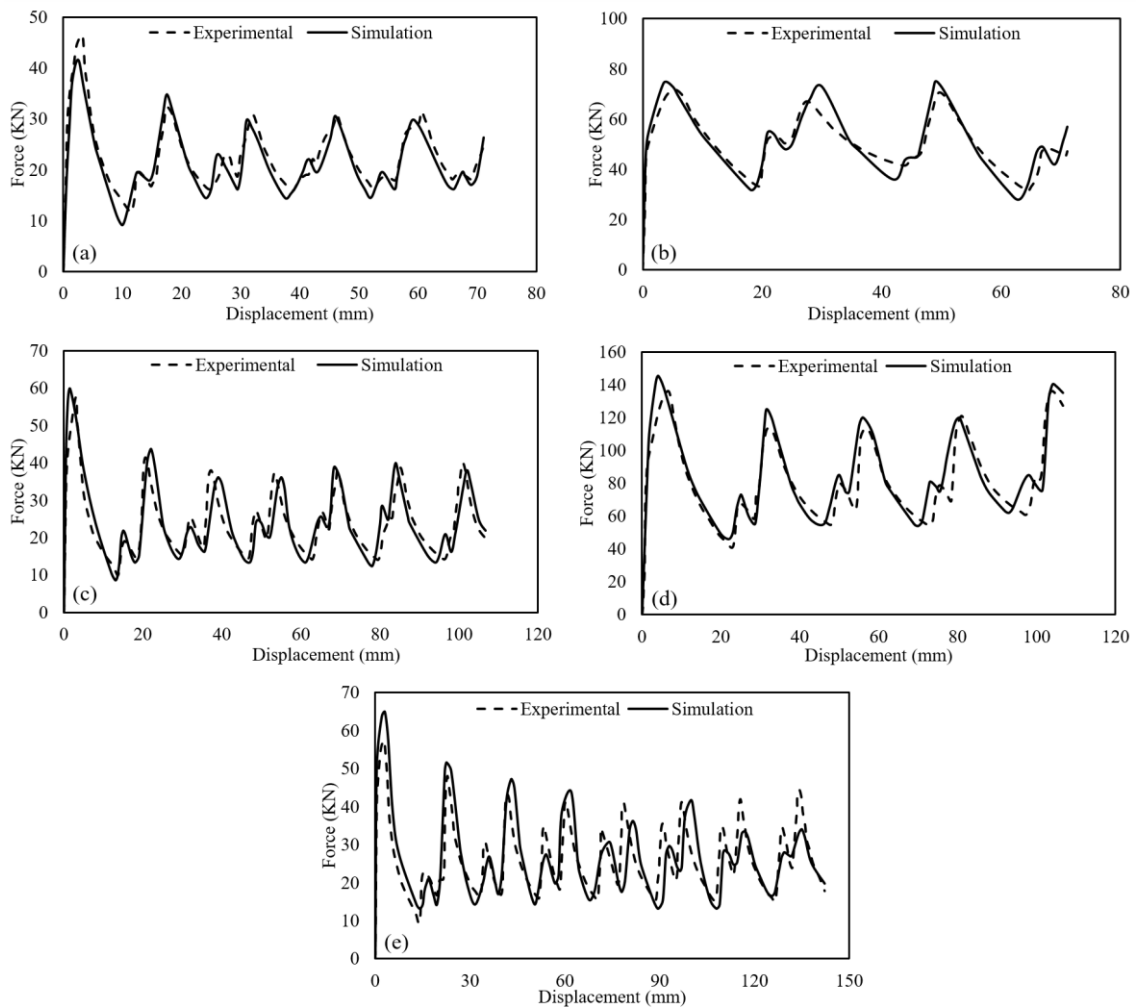 50
40
30
20
10
0
Force (KN)
Experimental Simulation
(a)
0 10 20 30 40 50 60 70 80
Displacement (mm)
100
80
60
40
20
0
Force (KN)
Experimental Simulation
(b)
0 20 40 60 80
Displacement (mm)
70
60
50
40
30
20
10
0
Force (KN)
Experimental Simulation
(c)
0 20 40 60 80 100 120
Displacement (mm)
160
140
120
100
80
60
40
20
0
Force (KN)
Experimental Simulation
(d)
0 20 40 60 80 100 120
Displacement (mm)
70
60
50
40
30
20
10
0
Force (KN)
Experimental Simulation
(e)
0 30 60 90 120 150
Displacement (mm)